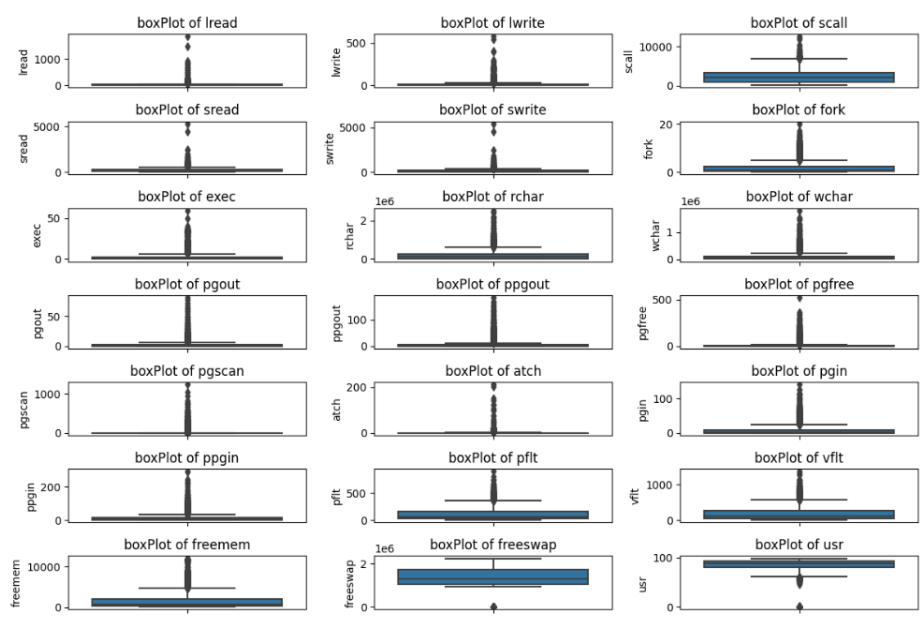 boxPlot of lread
boxPlot of lwrite
boxPlot of scall
lread
1000
0
lwrite
500
0
scall
10000
0
boxPlot of sread
boxPlot of swrite
boxPlot of fork
sread
5000
0
swrite
5000
0
fork
20
0
boxPlot of exec
boxPlot of rchar
boxPlot of wchar
exec
50
0
1e6
rchar
2
0
1e6
wchar
1
0
boxPlot of pgout
boxPlot of ppgout
boxPlot of pgfree
pgout
50
0
ppgout
100
0
pgfree
500
0
boxPlot of pgscan
boxPlot of atch
boxPlot of pgin
pgscan
1000
0
atch
200
0
pgin
100
0
boxPlot of ppgin
boxPlot of pflt
boxPlot of vflt
ppgin
200
0
pflt
500
0
vflt
1000
0
boxPlot of freemem
boxPlot of freeswap
boxPlot of usr
freemem
10000
0
1e6
freeswap
2
0
usr
100
0